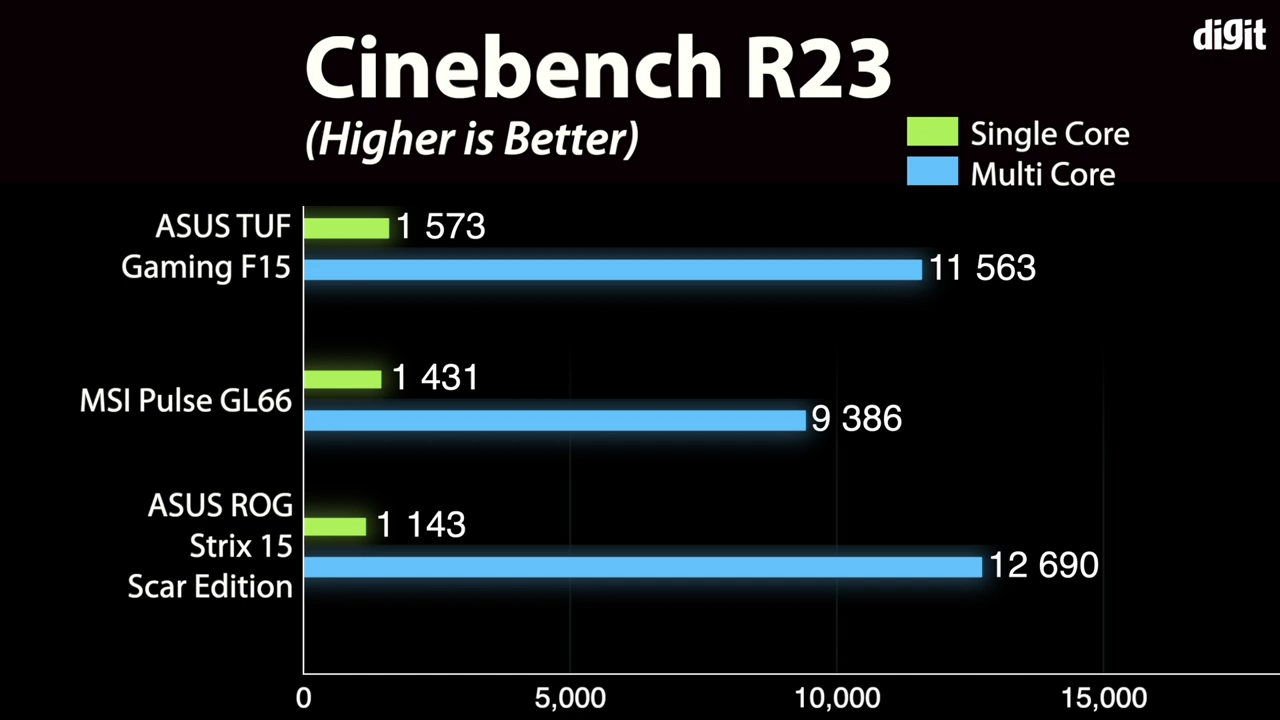 digit
Cinebench R23
(Higher is Better)
Single Core
Multi Core
ASUS TUF
Gaming F15
1 573
11 563
MSI Pulse GL66
1 431
9 386
ASUS ROG
Strix 15
Scar Edition
1 143
12 690
0
5,000
10,000
15,000